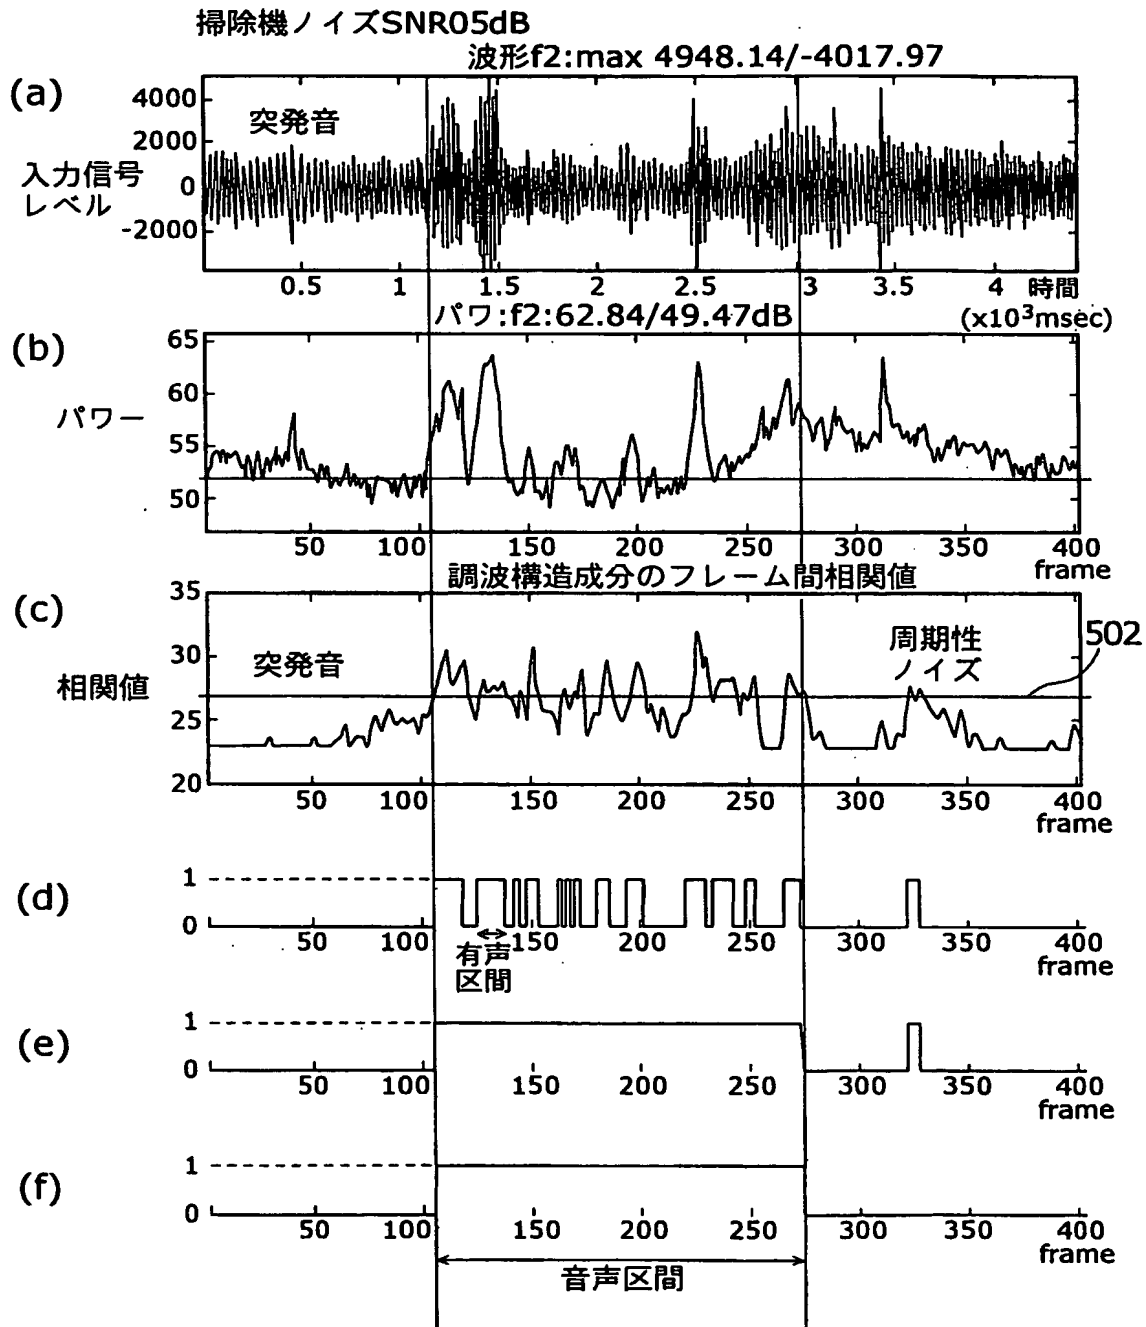 掃除機ノイズSNR05dB
波形f2:max 4948.14/-4017.97
(a)
4000
2000
0
-2000
突発音
入力信号
レベル
0.5 1 1.5 2 2.5 3 3.5 4 時間
(x10³msec)
パワ:f2:62.84/49.47dB
(b)
65
60
55
50
パワー
50 100 150 200 250 300 350 400
frame
調波構造成分のフレーム間相関値
(c)
35
30
25
20
相関値
突発音
周期性
ノイズ
502
50 100 150 200 250 300 350 400
frame
(d)
1
0
50 100 150 200 250 300 350 400
frame
有声
区間
(e)
1
0
50 100 150 200 250 300 350 400
frame
(f)
1
0
50 100 150 200 250 300 350 400
frame
音声区間